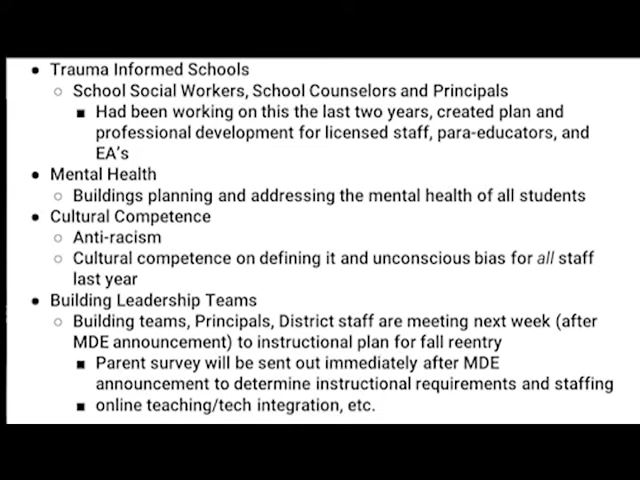 • Trauma Informed Schools
○ School Social Workers, School Counselors and Principals
■ Had been working on this the last two years, created plan and
professional development for licensed staff, para-educators, and
EA's
• Mental Health
○ Buildings planning and addressing the mental health of all students
• Cultural Competence
○ Anti-racism
○ Cultural competence on defining it and unconscious bias for all staff
last year
• Building Leadership Teams
○ Building teams, Principals, District staff are meeting next week (after
MDE announcement) to instructional plan for fall reentry
■ Parent survey will be sent out immediately after MDE
announcement to determine instructional requirements and staffing
■ online teaching/tech integration, etc.